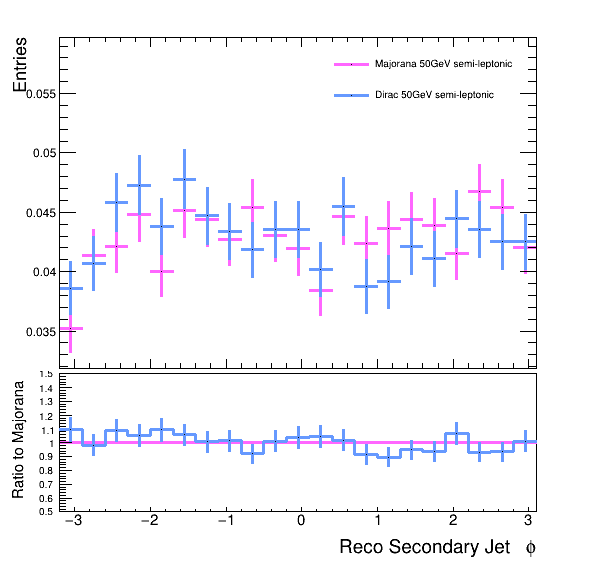 Entries
Majorana 50GeV semi-leptonic
Dirac 50GeV semi-leptonic
0.055
0.05
0.045
0.04
0.035
Ratio to Majorana
1.5
1.4
1.3
1.2
1.1
1
0.9
0.8
0.7
0.6
0.5
−3 −2 −1 0 1 2 3
Reco Secondary Jet ϕ